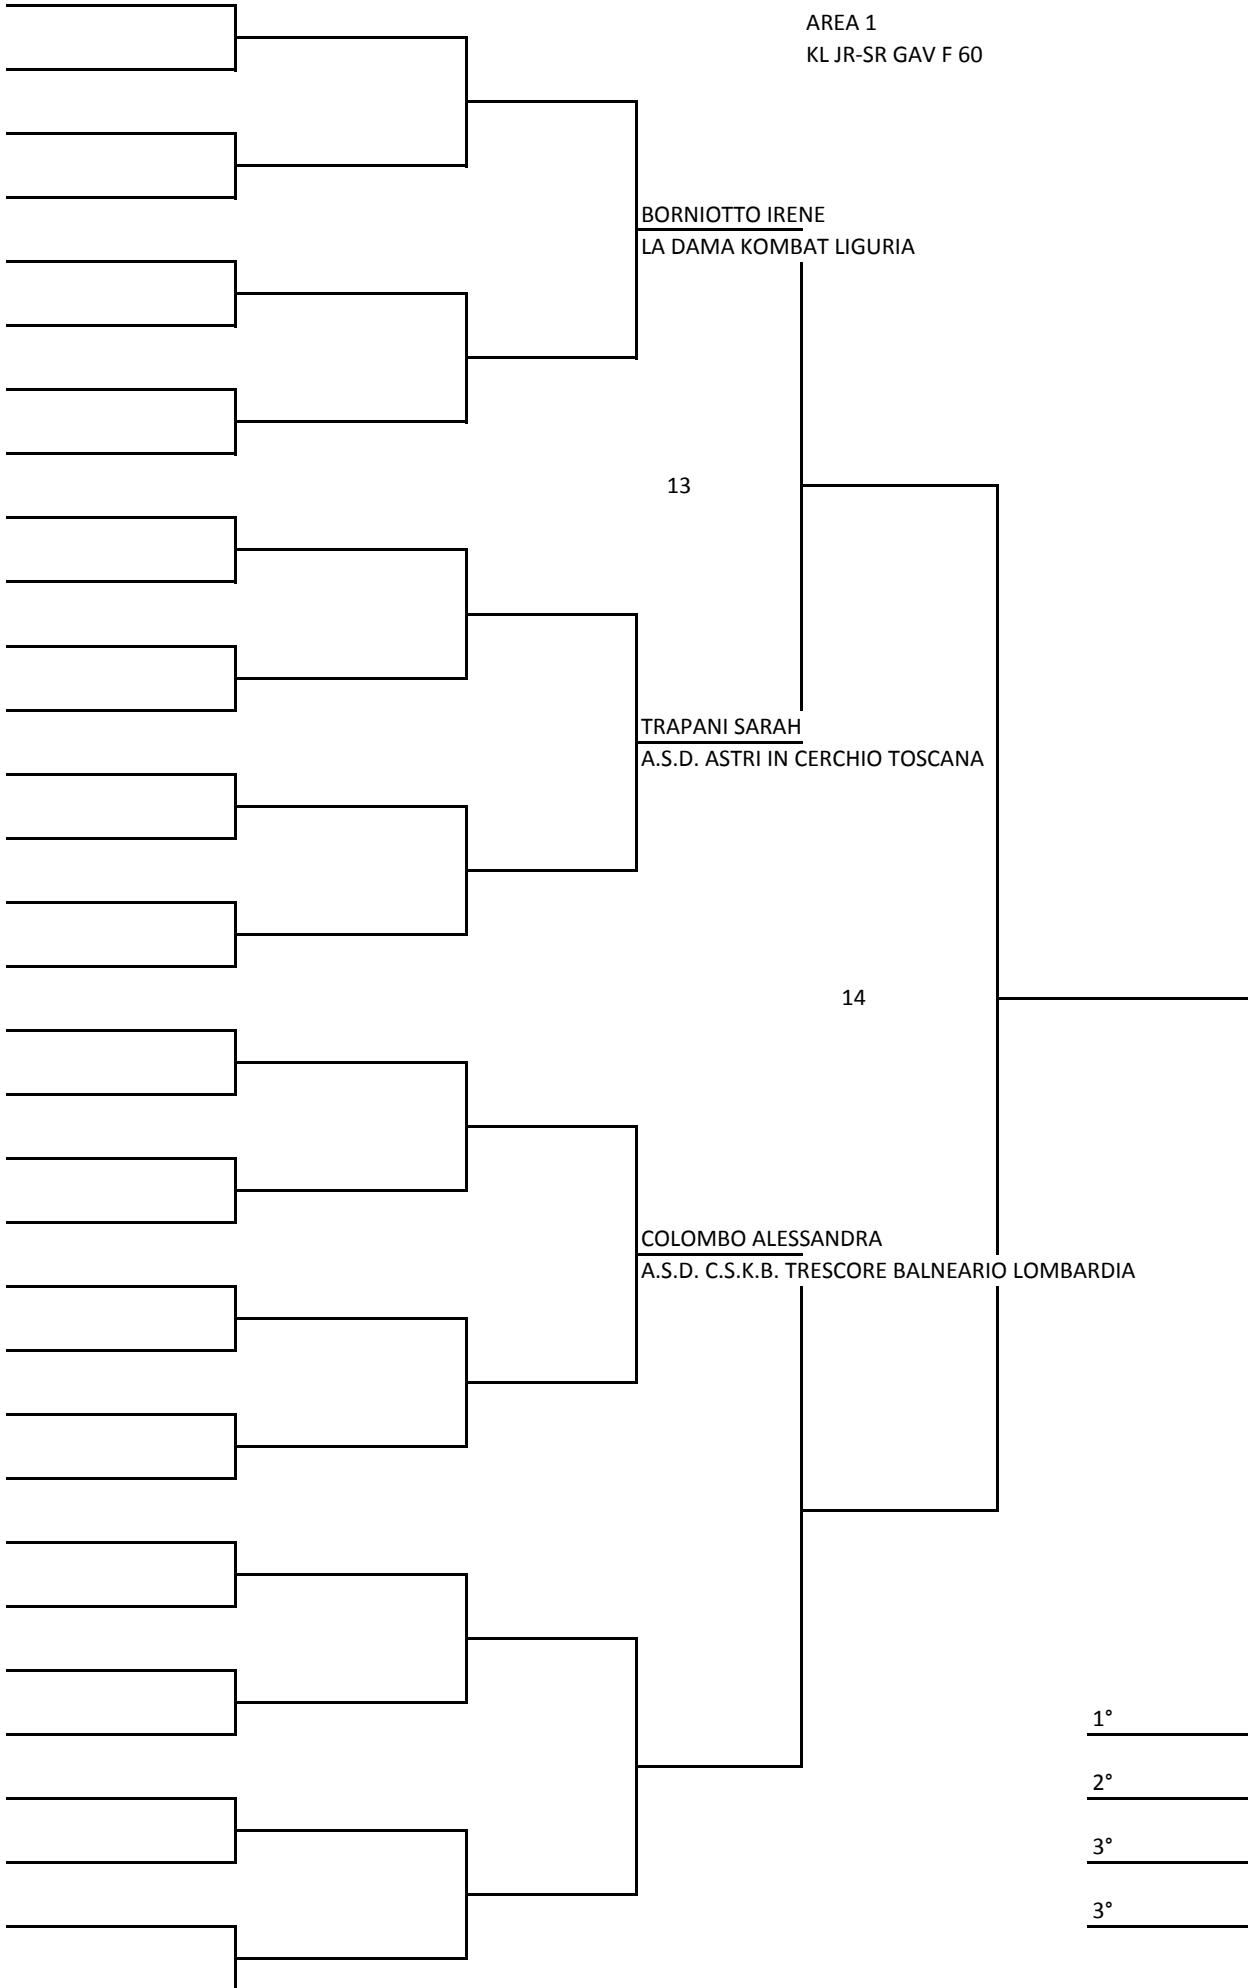 AREA 1
KL JR-SR GAV F 60
BORNIOTTO IRENE
LA DAMA KOMBAT LIGURIA
13
TRAPANI SARAH
A.S.D. ASTRI IN CERCHIO TOSCANA
14
COLOMBO ALESSANDRA
A.S.D. C.S.K.B. TRESCORE BALNEARIO LOMBARDIA
1°
2°
3°
3°